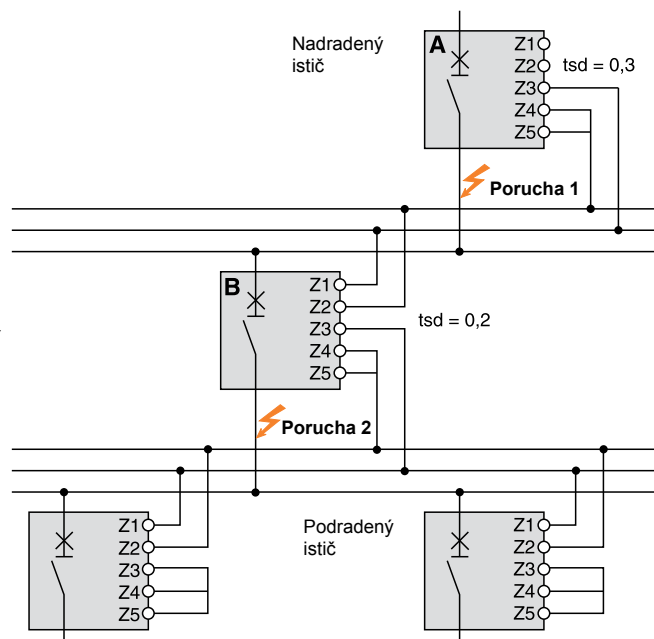 Nadradený
istič
A
Z1
Z2
Z3
Z4
Z5
tsd = 0,3
Porucha 1
B
Z1
Z2
Z3
Z4
Z5
tsd = 0,2
Porucha 2
Z1
Z2
Z3
Z4
Z5
Podradený
istič
Z1
Z2
Z3
Z4
Z5